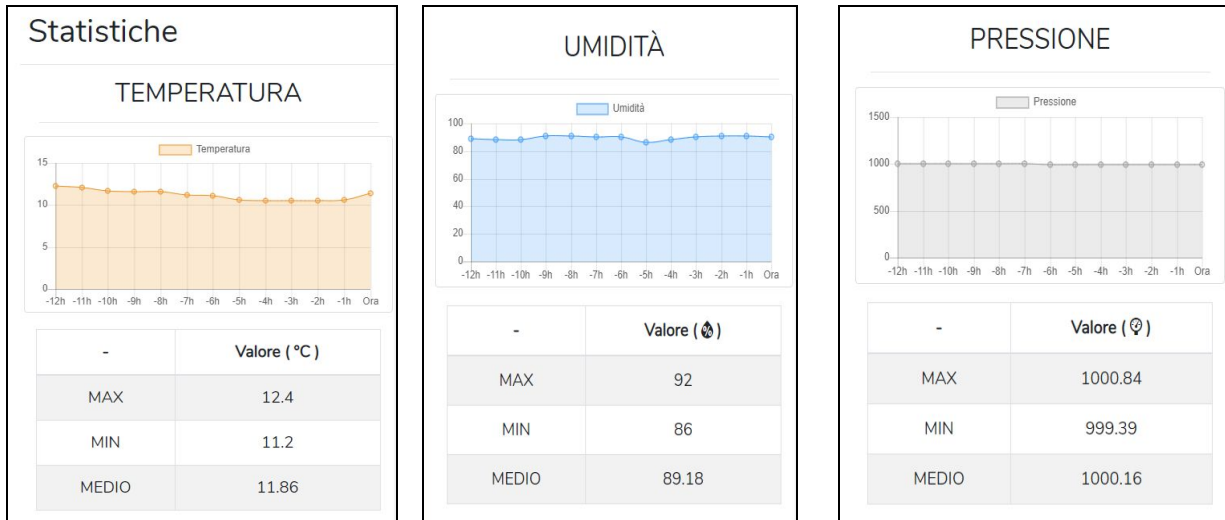 Statistiche
TEMPERATURA
Temperatura
15
10
5
0
-12h -11h -10h -9h -8h -7h -6h -5h -4h -3h -2h -1h Ora
- Valore ( °C )
MAX 12.4
MIN 11.2
MEDIO 11.86
UMIDITÀ
Umidità
100
80
60
40
20
0
-12h -11h -10h -9h -8h -7h -6h -5h -4h -3h -2h -1h Ora
- Valore ( % )
MAX 92
MIN 86
MEDIO 89.18
PRESSIONE
Pressione
1500
1000
500
0
-12h -11h -10h -9h -8h -7h -6h -5h -4h -3h -2h -1h Ora
- Valore ( )
MAX 1000.84
MIN 999.39
MEDIO 1000.16